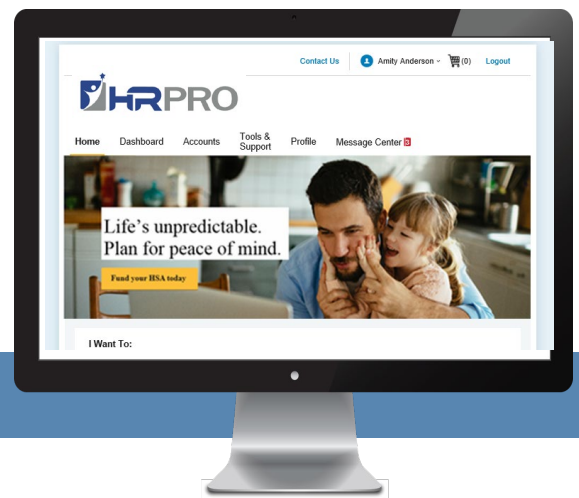 Contact Us
Amity Anderson
(0)
Logout
HRPRO
Home
Dashboard
Accounts
Tools &
Support
Profile
Message Center 3
Life's unpredictable.
Plan for peace of mind.
Fund your HSA today
I Want To: